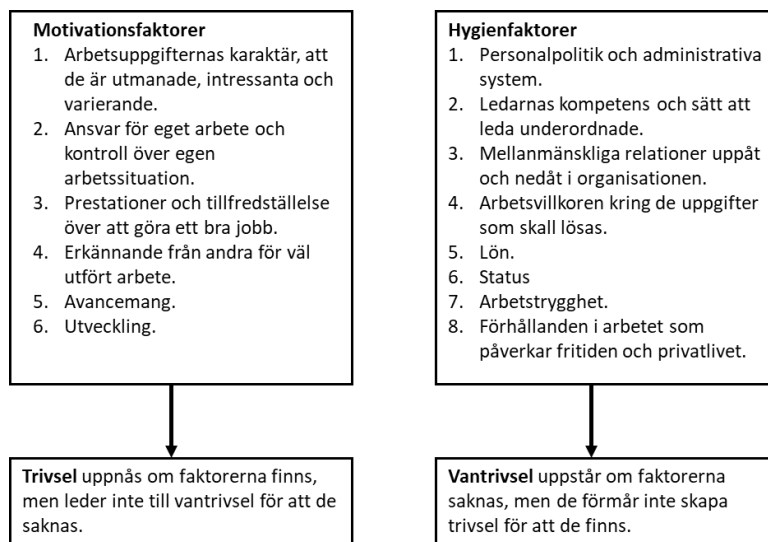 Motivationsfaktorer
1. Arbetsuppgifternas karaktär, att
de är utmanade, intressanta och
varierande.
2. Ansvar för eget arbete och
kontroll över egen
arbetssituation.
3. Prestationer och tillfredställelse
över att göra ett bra jobb.
4. Erkännande från andra för väl
utfört arbete.
5. Avancemang.
6. Utveckling.
Trivsel uppnås om faktorerna finns,
men leder inte till vantrivsel för att de
saknas.
Hygienfaktorer
1. Personalpolitik och administrativa
system.
2. Ledarnas kompetens och sätt att
leda underordnade.
3. Mellanmänskliga relationer uppåt
och nedåt i organisationen.
4. Arbetsvillkoren kring de uppgifter
som skall lösas.
5. Lön.
6. Status
7. Arbetstrygghet.
8. Förhållanden i arbetet som
påverkar fritiden och privatlivet.
Vantrivsel uppstår om faktorerna
saknas, men de förmår inte skapa
trivsel för att de finns.